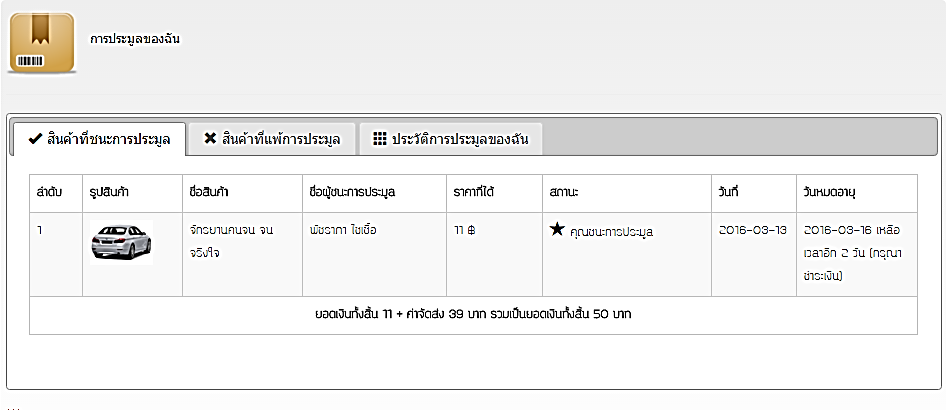 การประมูลของฉัน
สินค้าที่ชนะการประมูล สินค้าที่แพ้การประมูล ประวัติการประมูลของฉัน
ลำดับ รูปสินค้า ชื่อสินค้า ชื่อผู้ชนะการประมูล ราคาที่ได้ สถานะ วันที่ วันหมดอายุ
1 จักรยานคนจน จน พัชราภา ไชเชื้อ 11 ฿ คุณชนะการประมูล 2016-03-13 2016-03-16 เหลือ
จริงใจ เวลาอีก 2 วัน (กรุณา
ชำระเงิน)
ยอดเงินทั้งสิ้น 11 + ค่าจัดส่ง 39 บาท รวมเป็นยอดเงินทั้งสิ้น 50 บาท
...